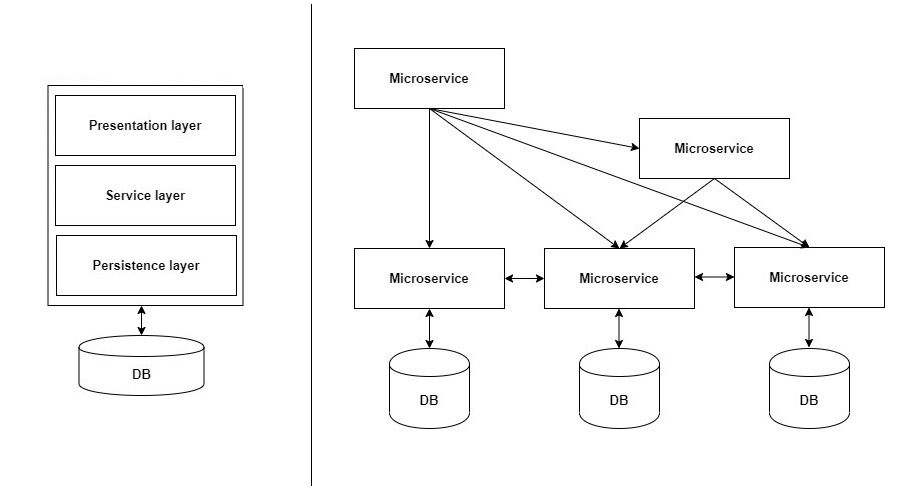 Presentation layer
Service layer
Persistence layer
DB
Microservice
Microservice
Microservice
Microservice
Microservice
DB
DB
DB